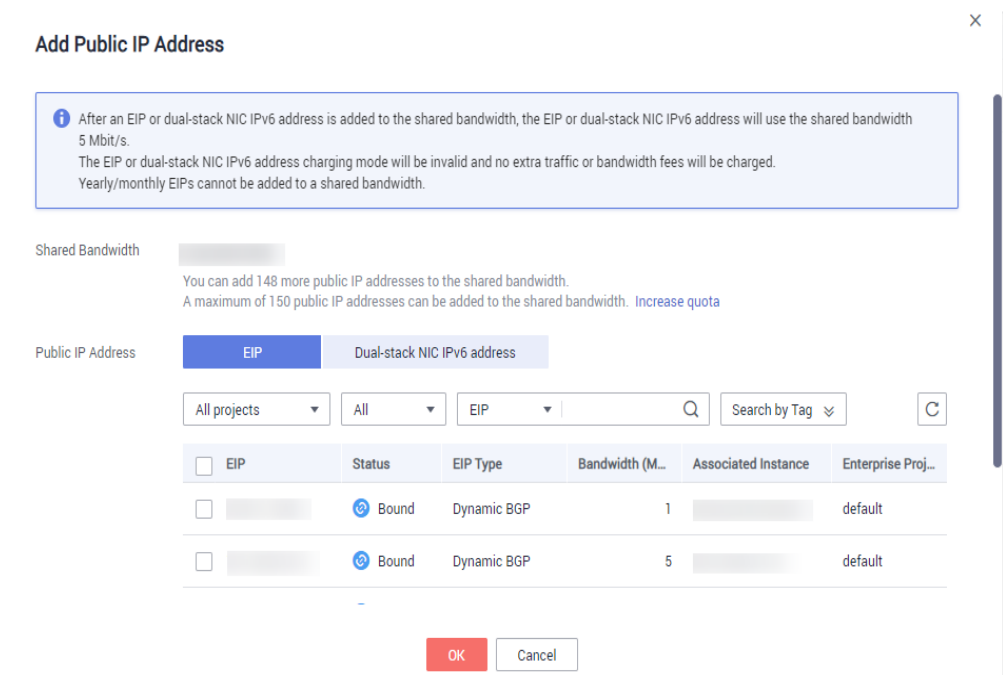 Add Public IP Address
After an EIP or dual-stack NIC IPv6 address is added to the shared bandwidth, the EIP or dual-stack NIC IPv6 address will use the shared bandwidth
5 Mbit/s.
The EIP or dual-stack NIC IPv6 address charging mode will be invalid and no extra traffic or bandwidth fees will be charged.
Yearly/monthly EIPs cannot be added to a shared bandwidth.
Shared Bandwidth
You can add 148 more public IP addresses to the shared bandwidth.
A maximum of 150 public IP addresses can be added to the shared bandwidth. Increase quota
Public IP Address EIP Dual-stack NIC IPv6 address
All projects All EIP Search by Tag
EIP Status EIP Type Bandwidth (M... Associated Instance Enterprise Proj...
Bound Dynamic BGP 1 default
Bound Dynamic BGP 5 default
OK Cancel